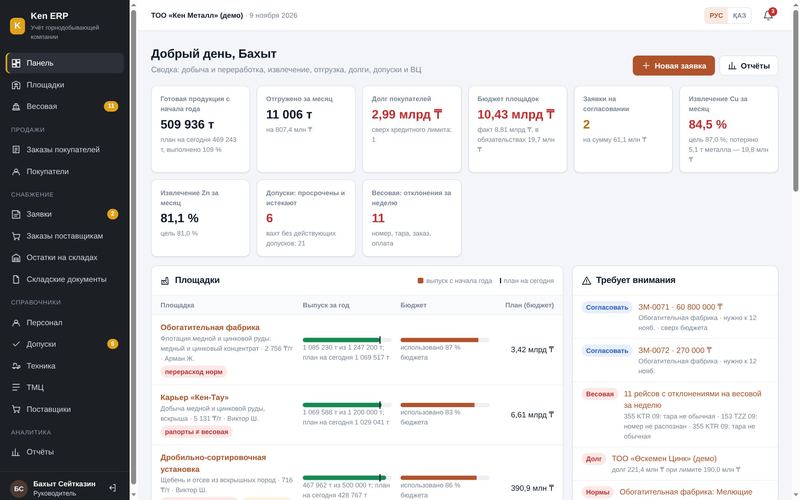 K
Ken ERP
Учёт горнодобывающей
компании
Панель
Площадки
Весовая
11
ПРОДАЖИ
Заказы покупателей
Покупатели
СНАБЖЕНИЕ
Заявки
2
Заказы поставщикам
Остатки на складах
Складские документы
СПРАВОЧНИКИ
Персонал
Допуски
6
Техника
ТМЦ
Поставщики
АНАЛИТИКА
Отчёты
БС
Бахыт Сейтказин
Руководитель
ТОО «Кен Металл» (демо) · 9 ноября 2026
РУС
ҚАЗ
3
Добрый день, Бахыт
Сводка: добыча и переработка, извлечение, отгрузка, долги, допуски и ВЦ
Новая заявка
Отчёты
Готовая продукция с
начала года
509 936 т
план на сегодня 469 243
т, выполнено 109 %
Отгружено за месяц
11 006 т
на 807,4 млн ₸
Долг покупателей
2,99 млрд ₸
сверх кредитного лимита:
1
Бюджет площадок
10,43 млрд ₸
факт 8,81 млрд ₸, в
обязательствах 19,7 млн
₸
Заявки на
согласовании
2
на сумму 61,1 млн ₸
Извлечение Cu за
месяц
84,5 %
цель 87,0 %; потеряно
5,1 т металла — 19,8 млн
₸
Извлечение Zn за
месяц
81,1 %
цель 81,0 %
Допуски: просрочены и
истекают
6
вахт без действующих
допусков: 21
Весовая: отклонения за
неделю
11
номер, тара, заказ,
оплата
Площадки
выпуск с начала года
план на сегодня
Площадка
Выпуск за год
Бюджет
План (бюджет)
Обогатительная фабрика
Флотация медной и цинковой руды:
медный и цинковый концентрат · 2 756 ₸/т
· Арман Ж.
перерасход норм
1 085 230 т из 1 247 200 т;
план на сегодня 1 069 517 т
использовано 87 %
бюджета
3,42 млрд ₸
Карьер «Кен-Тау»
Добыча медной и цинковой руды,
вскрыша · 5 131 ₸/т · Виктор Ш.
рапорты ≠ весовая
1 069 588 т из 1 200 000 т;
план на сегодня 1 029 041 т
использовано 83 %
бюджета
6,61 млрд ₸
Дробильно-сортировочная
установка
Щебень и отсев из вскрышных пород · 716
₸/т · Виктор Ш.
467 962 т из 500 000 т; план
на сегодня 428 767 т
использовано 86 %
бюджета
390,9 млн ₸
Требует внимания
Согласовать
ЗМ-0071 · 60 800 000 ₸
Обогатительная фабрика · нужно к 12
нояб. · сверх бюджета
Согласовать
ЗМ-0072 · 270 000 ₸
Обогатительная фабрика · нужно к 12
нояб.
Весовая
11 рейсов с отклонениями на весовой
за неделю
355 KTR 09: тара не обычная · 153 TZZ 09:
номер не распознан · 355 KTR 09: тара не
обычная
Долг
ТОО «Өскемен Цинк» (демо)
долг 221,4 млн ₸ при лимите 190,0 млн ₸
Нормы
Обогатительная фабрика: Мелющие